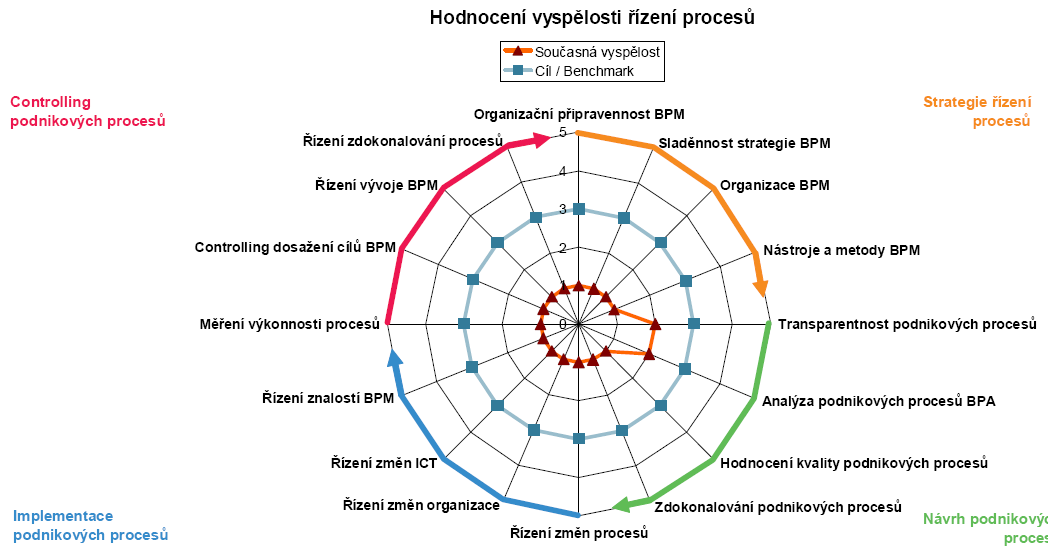 Hodnocení vyspělosti řízení procesů
Současná vyspělost
Cíl / Benchmark
Controlling
podnikových procesů
Strategie řízení
procesů
Organizační připravennost BPM
Sladěnnost strategie BPM
Organizace BPM
Nástroje a metody BPM
Transparentnost podnikových procesů
Analýza podnikových procesů BPA
Hodnocení kvality podnikových procesů
Zdokonalování podnikových procesů
Řízení změn procesů
Řízení změn organizace
Řízení změn ICT
Řízení znalostí BPM
Měření výkonnosti procesů
Controlling dosažení cílů BPM
Řízení vývoje BPM
Řízení zdokonalování procesů
5
4
3
2
1
0
Implementace
podnikových procesů
Návrh podnikovýc
proces